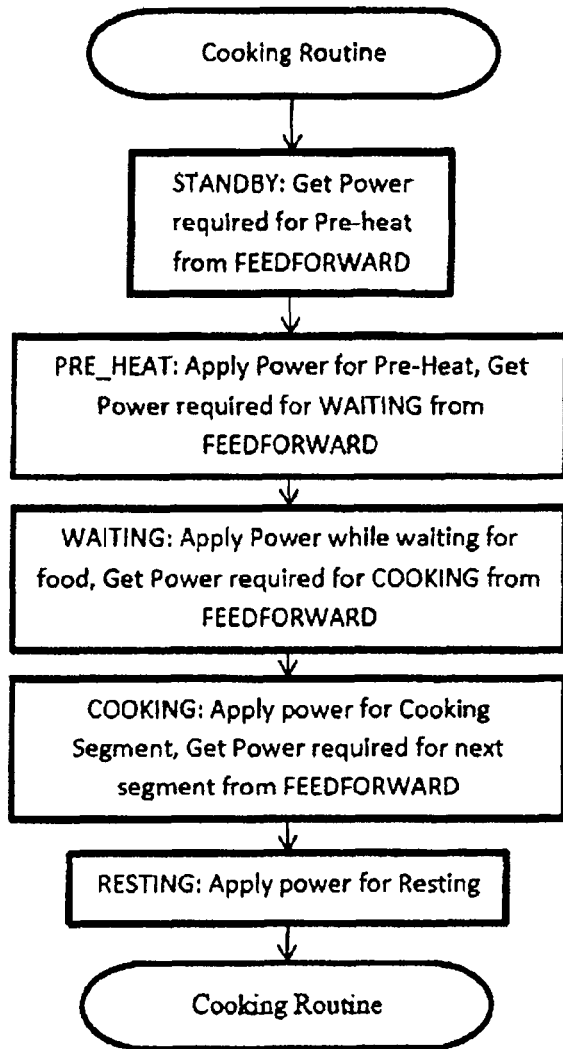 Cooking Routine
STANDBY: Get Power
required for Pre-heat
from FEEDFORWARD
PRE_HEAT: Apply Power for Pre-Heat, Get
Power required for WAITING from
FEEDFORWARD
WAITING: Apply Power while waiting for
food, Get Power required for COOKING from
FEEDFORWARD
COOKING: Apply power for Cooking
Segment, Get Power required for next
segment from FEEDFORWARD
RESTING: Apply power for Resting
Cooking Routine